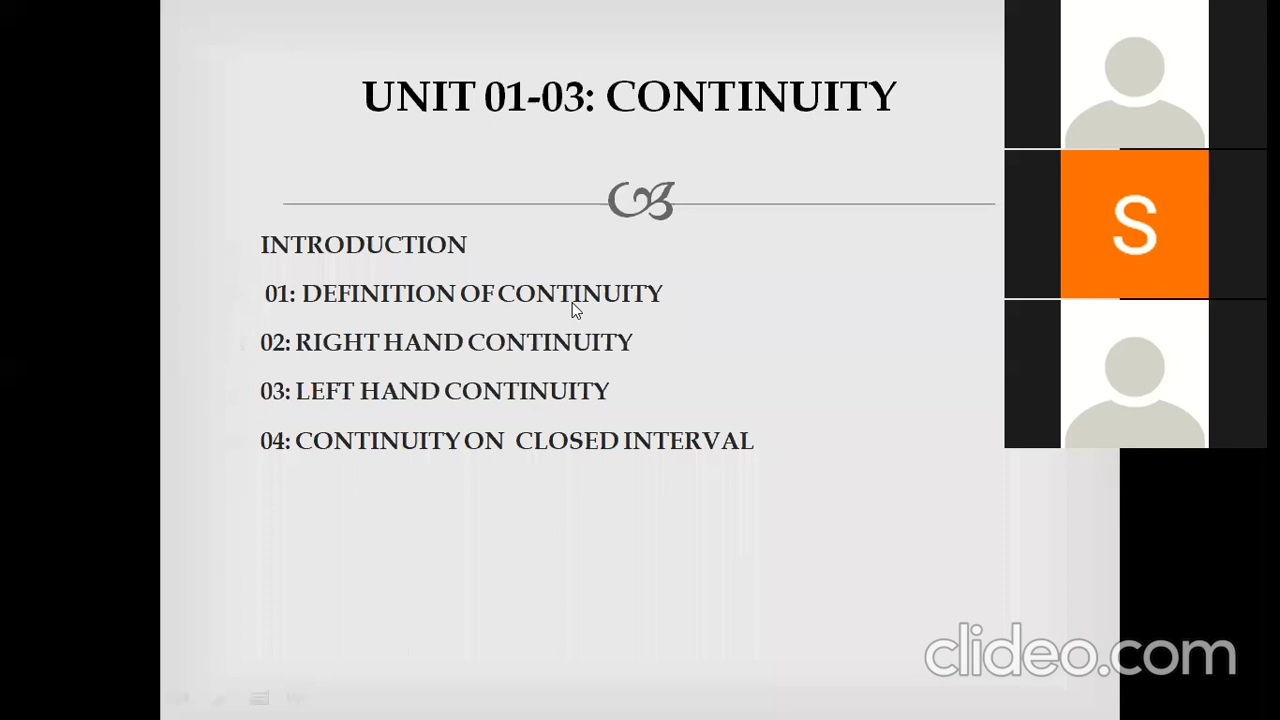 UNIT 01-03: CONTINUITY
INTRODUCTION
01: DEFINITION OF CONTINUITY
02: RIGHT HAND CONTINUITY
03: LEFT HAND CONTINUITY
04: CONTINUITY ON CLOSED INTERVAL
S
clideo.com